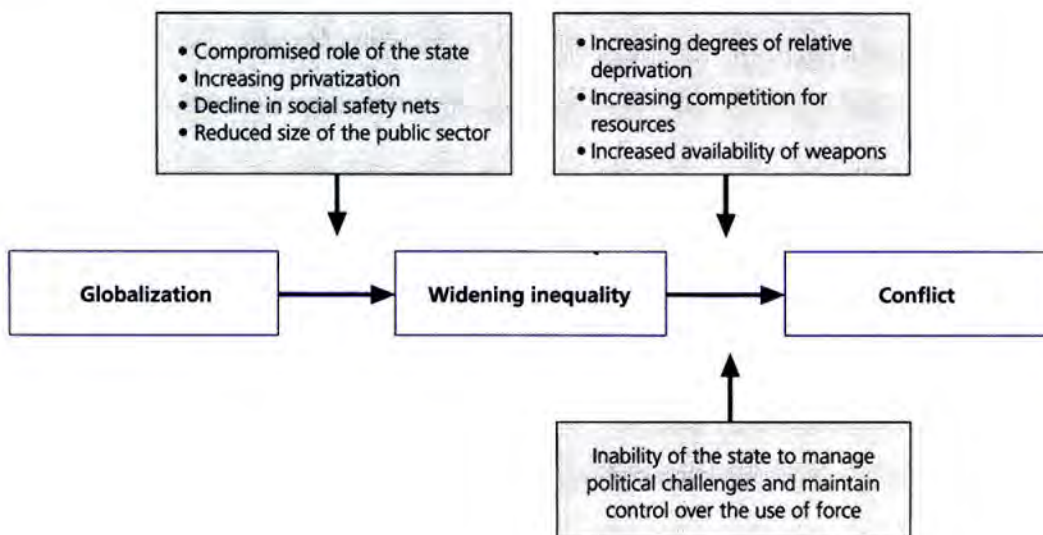 • Compromised role of the state
• Increasing privatization
• Decline in social safety nets
• Reduced size of the public sector
• Increasing degrees of relative
deprivation
• Increasing competition for
resources
• Increased availability of weapons
Globalization
Widening inequality
Conflict
Inability of the state to manage
political challenges and maintain
control over the use of force